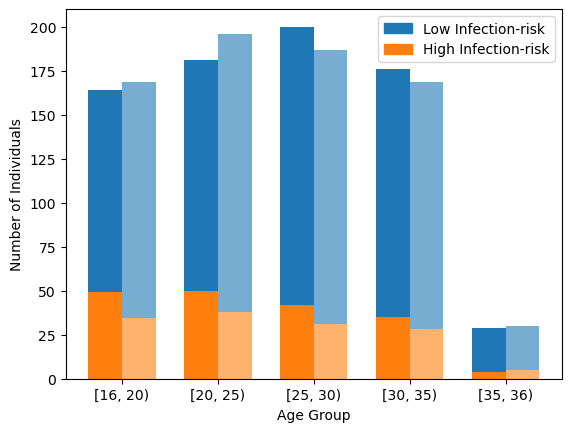 Low Infection-risk
High Infection-risk
200
175
150
125
100
75
50
25
0
Number of Individuals
[16, 20) [20, 25) [25, 30) [30, 35) [35, 36)
Age Group